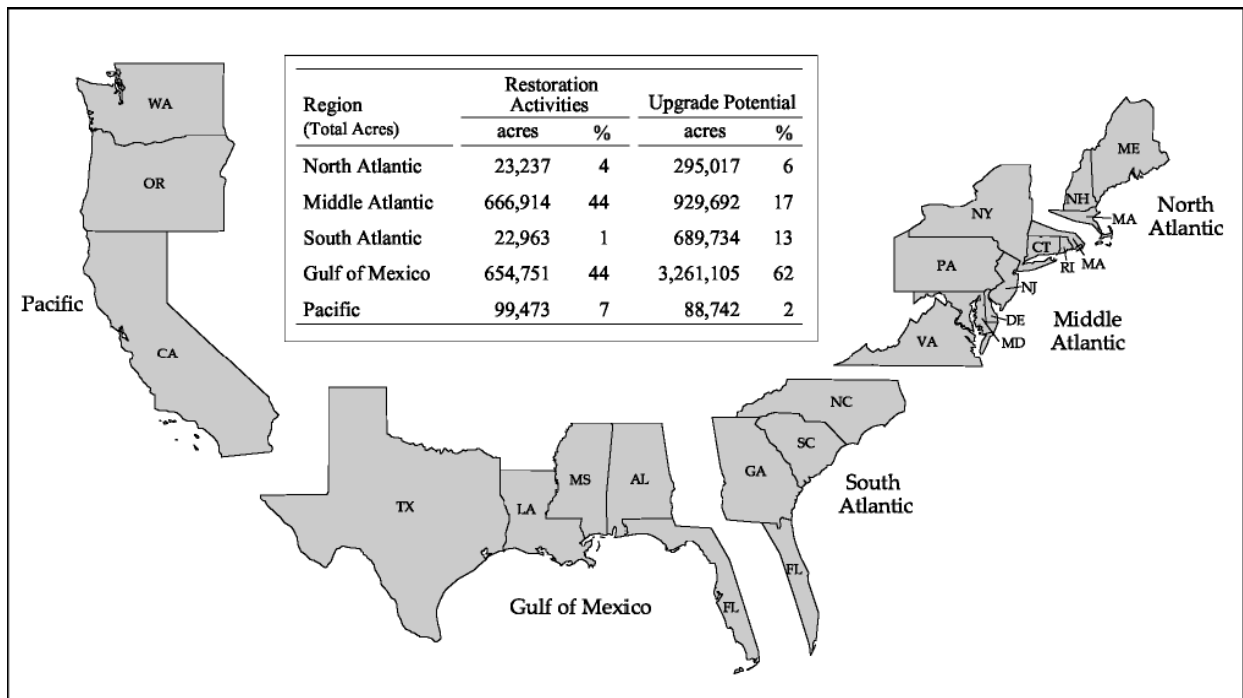 Region
(Total Acres)
Restoration
Activities
Upgrade Potential
acres % acres %
North Atlantic 23,237 4 295,017 6
Middle Atlantic 666,914 44 929,692 17
South Atlantic 22,963 1 689,734 13
Gulf of Mexico 654,751 44 3,261,105 62
Pacific 99,473 7 88,742 2
WA
OR
CA
Pacific
ME
NH
MA
North
Atlantic
NY
CT
RI
MA
PA
NJ
DE
MD
VA
Middle
Atlantic
NC
SC
GA
FL
South
Atlantic
TX
LA
MS
AL
FL
Gulf of Mexico